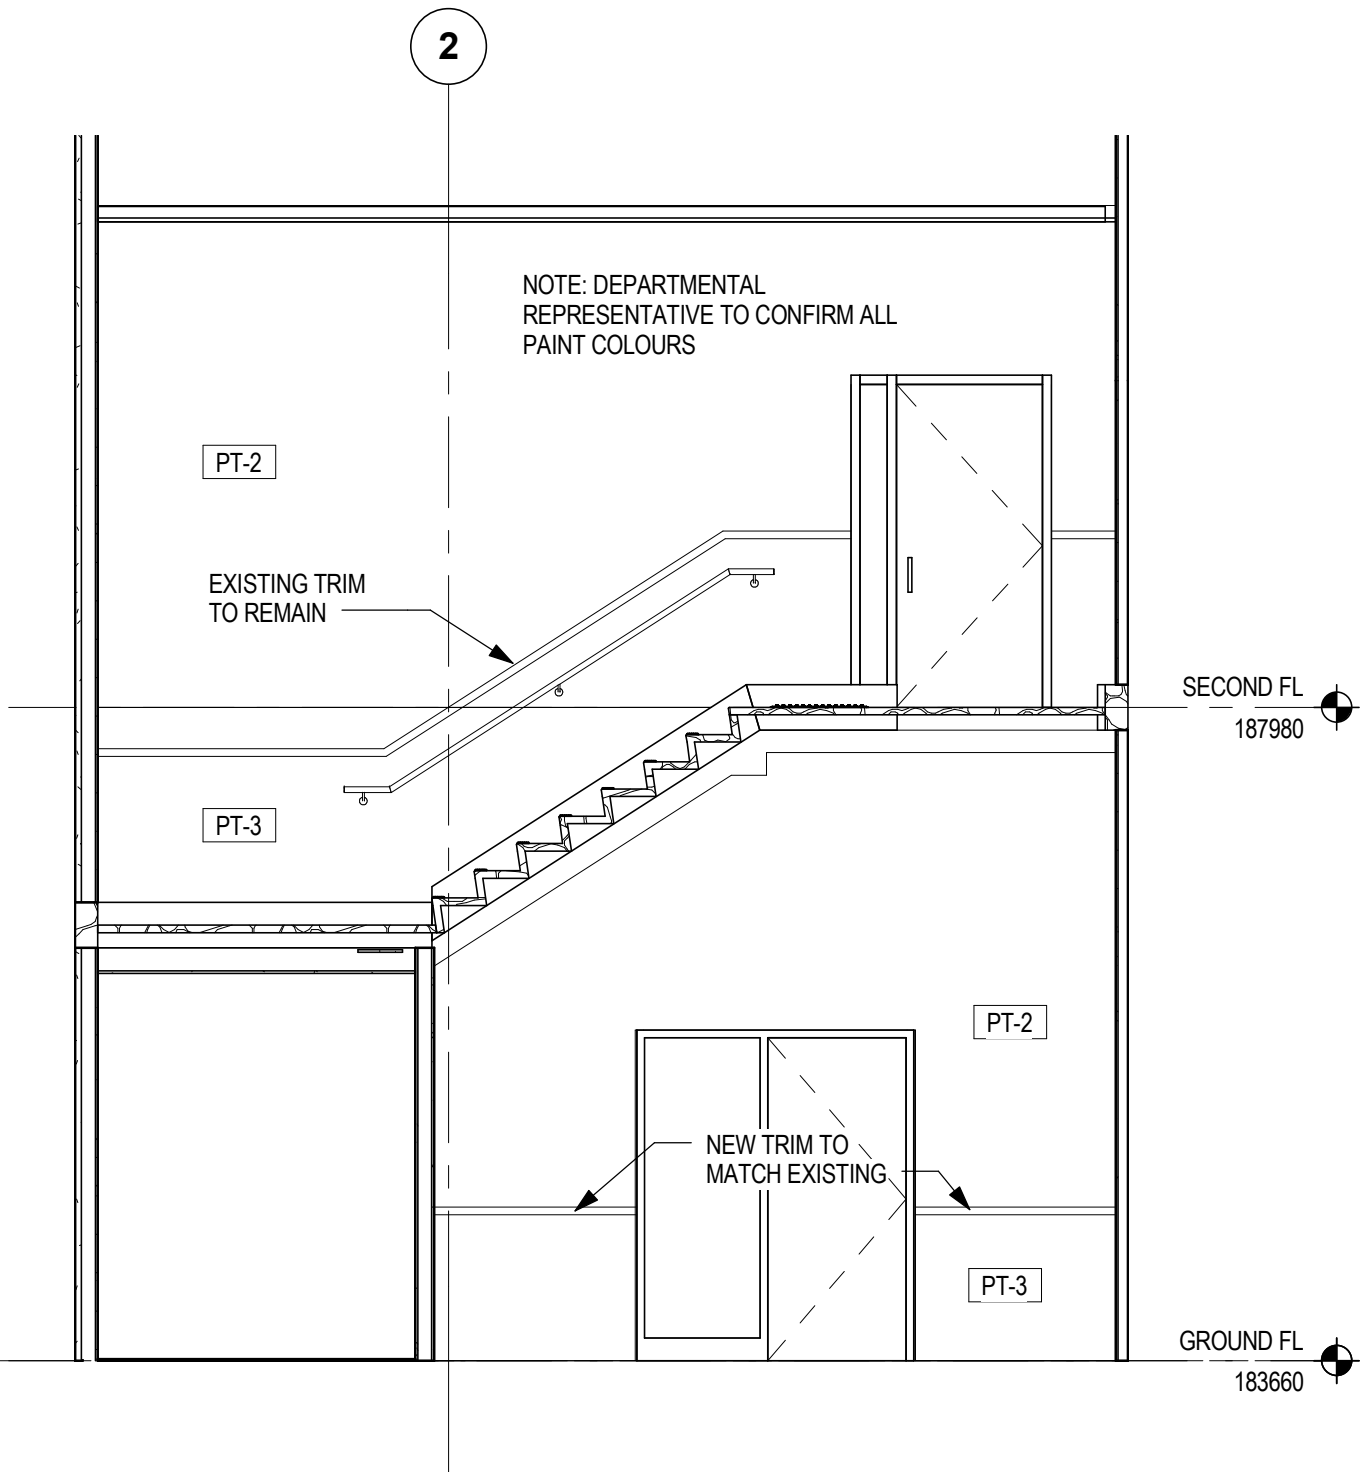 2
NOTE: DEPARTMENTAL
REPRESENTATIVE TO CONFIRM ALL
PAINT COLOURS
PT-2
EXISTING TRIM
TO REMAIN
SECOND FL
187980
PT-3
PT-2
NEW TRIM TO
MATCH EXISTING
PT-3
GROUND FL
183660